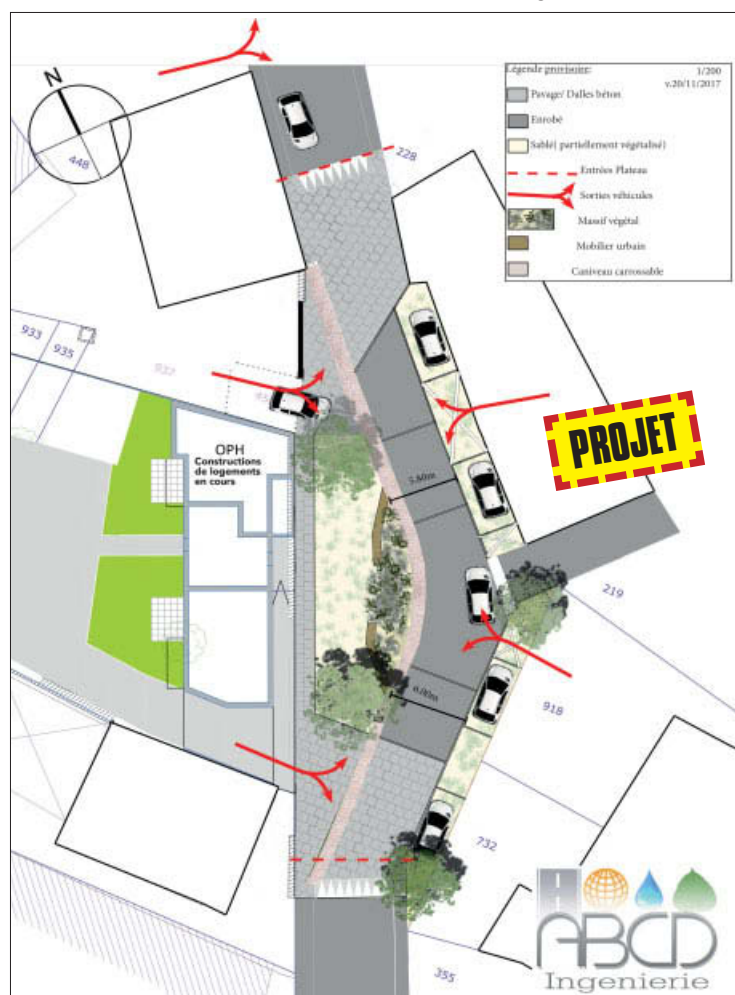 Légende provisoire: 1/200
v.20/11/2017
Pavage/ Dalles béton
Enrobé
Sablé( partiellement végétalisé)
Entrées Plateau
Sorties véhicules
Massif végétal
Mobilier urbain
Caniveau carrossable
N
448
228
933
935
937
PROJET
OPH
Constructions
de logements
en cours
5.80m
219
6.00m
918
732
355
ABCD
Ingenierie